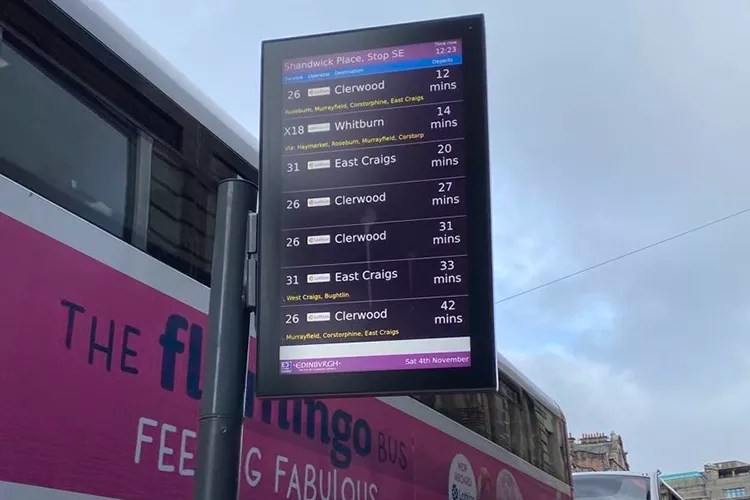 Shandwick Place, Stop SE
Time now
12:23
Service Operator Destination Departs
26 Clerwood 12 mins
Roseburn, Murrayfield, Corstorphine, East Craigs
X18 Whitburn 14 mins
Via: Haymarket, Roseburn, Murrayfield, Corstorp
31 East Craigs 20 mins
26 Clerwood 27 mins
26 Clerwood 31 mins
31 East Craigs 33 mins
West Craigs, Bughtlin
26 Clerwood 42 mins
, Murrayfield, Corstorphine, East Craigs
·EDINBVRGH·
Sat 4th November
THE fl
mingo BUS
FEE G FABULOUS
NOW